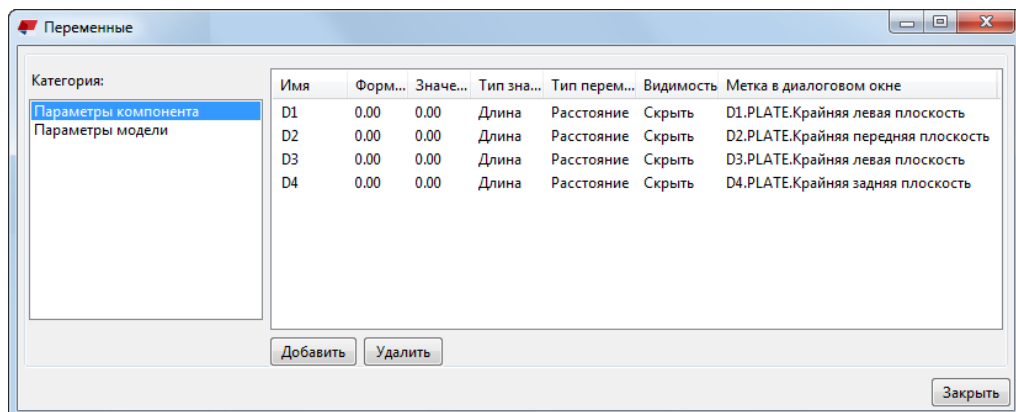 Переменные
Категория:
Параметры компонента
Параметры модели
Имя Форм... Значе... Тип зна... Тип перем... Видимость Метка в диалоговом окне
D1 0.00 0.00 Длина Расстояние Скрыть D1.PLATE.Крайняя левая плоскость
D2 0.00 0.00 Длина Расстояние Скрыть D2.PLATE.Крайняя передняя плоскость
D3 0.00 0.00 Длина Расстояние Скрыть D3.PLATE.Крайняя левая плоскость
D4 0.00 0.00 Длина Расстояние Скрыть D4.PLATE.Крайняя задняя плоскость
Добавить Удалить
Закрыть